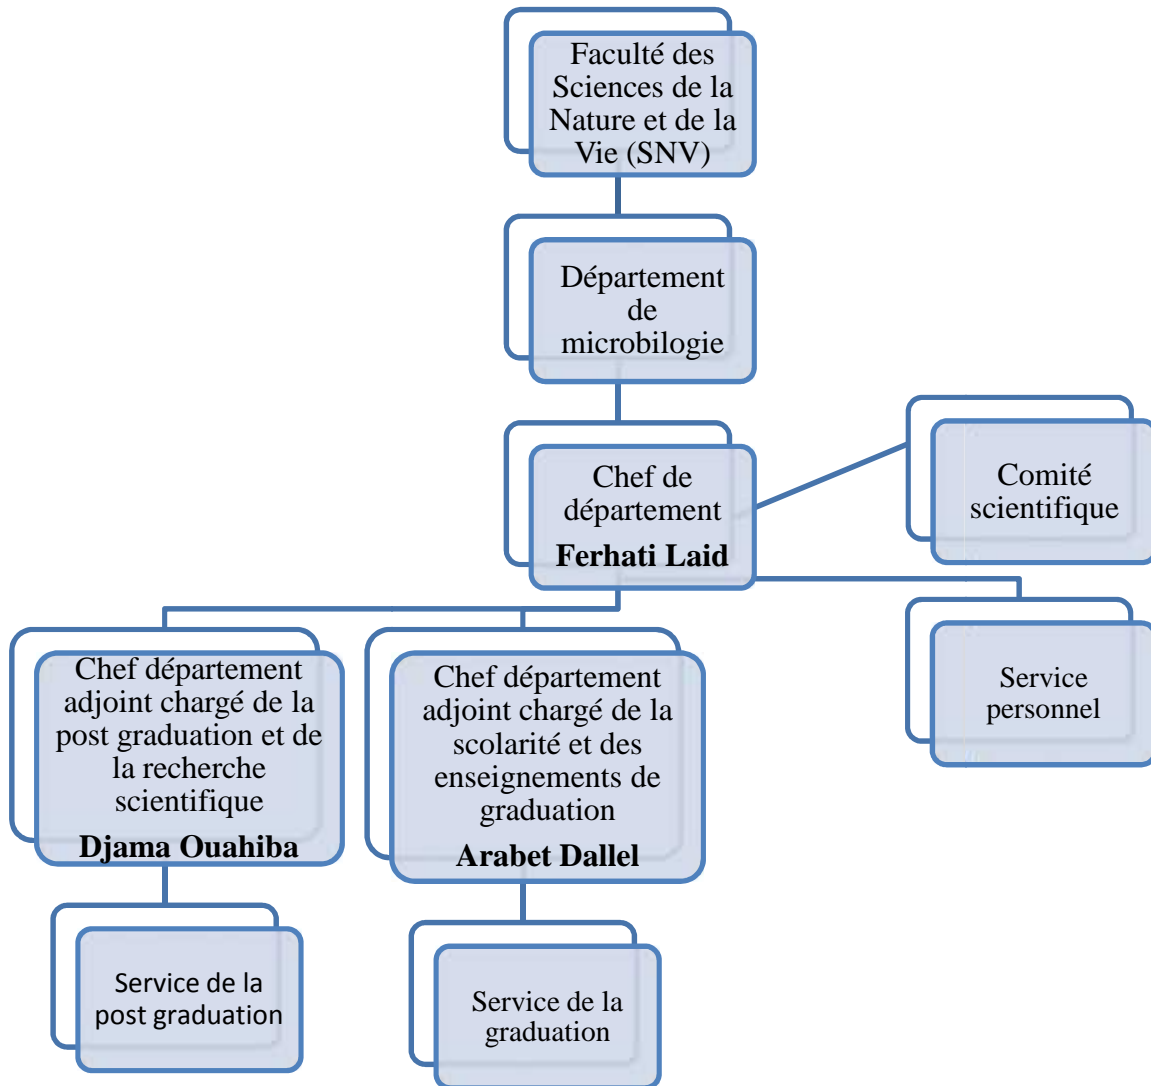 Faculté des
Sciences de la
Nature et de la
Vie (SNV)
Département
de
microbilogie
Chef de
département
Ferhati Laid
Comité
scientifique
Service
personnel
Chef département
adjoint chargé de la
post graduation et de
la recherche
scientifique
Djama Ouahiba
Chef département
adjoint chargé de la
scolarité et des
enseignements de
graduation
Arabet Dallel
Service de la
post graduation
Service de la
graduation